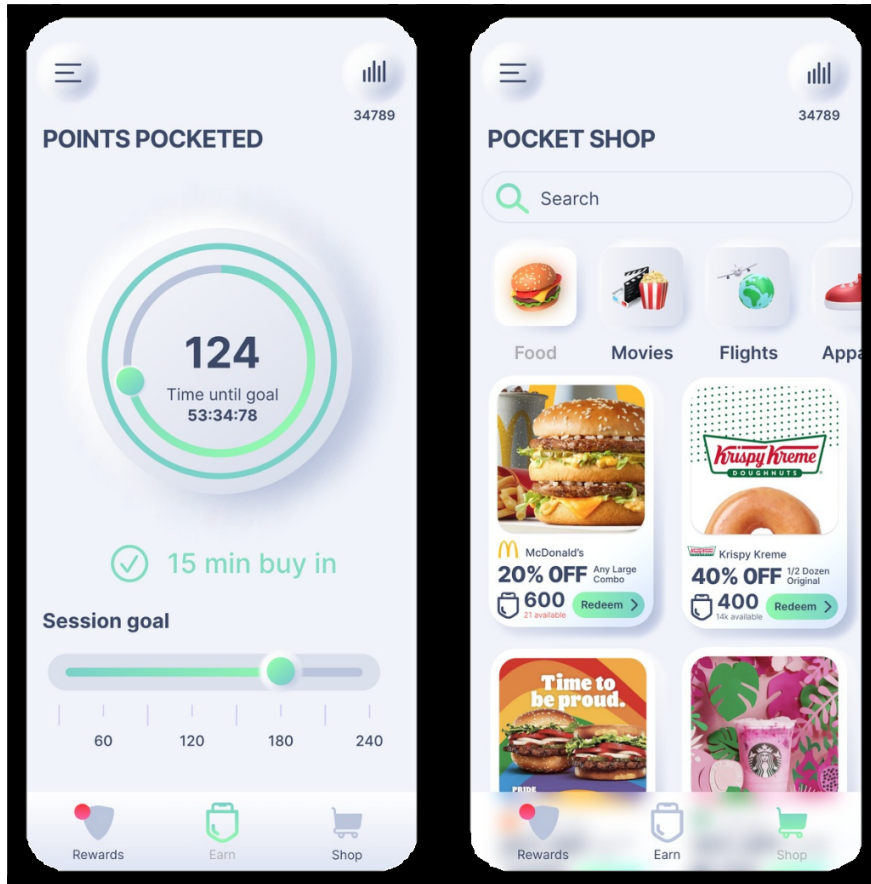 34789
POINTS POCKETED
124
Time until goal
53:34:78
15 min buy in
Session goal
60 120 180 240
Rewards Earn Shop
34789
POCKET SHOP
Search
Food Movies Flights Appa
McDonald's
20% OFF Any Large
Combo
600 Redeem
21 available
Krispy Kreme
DOUGHNUTS
Krispy Kreme
40% OFF 1/2 Dozen
Original
400 Redeem
14k available
Time to
be proud.
PRIDE
Rewards Earn Shop